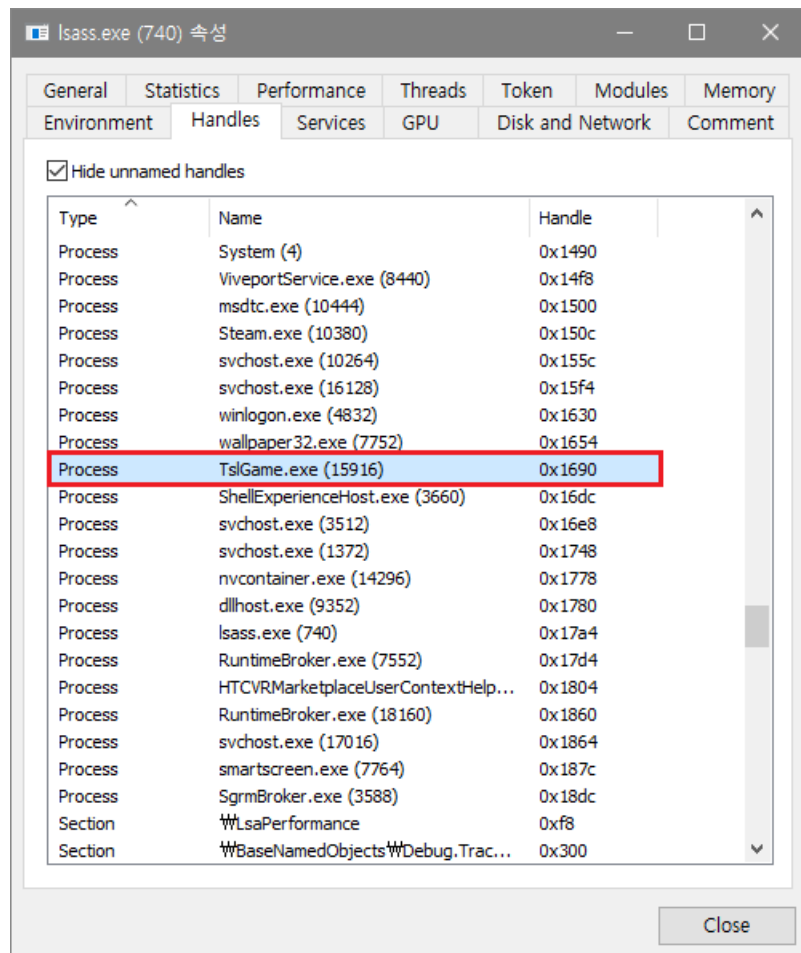 lsass.exe (740) 속성
General Statistics Performance Threads Token Modules Memory
Environment Handles Services GPU Disk and Network Comment
Hide unnamed handles
Type Name Handle
Process System (4) 0x1490
Process ViveportService.exe (8440) 0x14f8
Process msdtc.exe (10444) 0x1500
Process Steam.exe (10380) 0x150c
Process svchost.exe (10264) 0x155c
Process svchost.exe (16128) 0x15f4
Process winlogon.exe (4832) 0x1630
Process wallpaper32.exe (7752) 0x1654
Process TslGame.exe (15916) 0x1690
Process ShellExperienceHost.exe (3660) 0x16dc
Process svchost.exe (3512) 0x16e8
Process svchost.exe (1372) 0x1748
Process nvcontainer.exe (14296) 0x1778
Process dllhost.exe (9352) 0x1780
Process lsass.exe (740) 0x17a4
Process RuntimeBroker.exe (7552) 0x17d4
Process HTCVRMarketplaceUserContextHelp... 0x1804
Process RuntimeBroker.exe (18160) 0x1860
Process svchost.exe (17016) 0x1864
Process smartscreen.exe (7764) 0x187c
Process SgrmBroker.exe (3588) 0x18dc
Section ₩LsaPerformance 0xf8
Section ₩BaseNamedObjects₩Debug.Trac... 0x300
Close